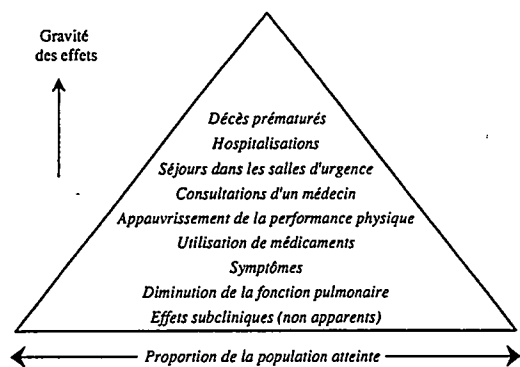 Gravité
des effets
Décès prématurés
Hospitalisations
Séjours dans les salles d'urgence
Consultations d'un médecin
Appauvrissement de la performance physique
Utilisation de médicaments
Symptômes
Diminution de la fonction pulmonaire
Effets subcliniques (non apparents)
Proportion de la population atteinte